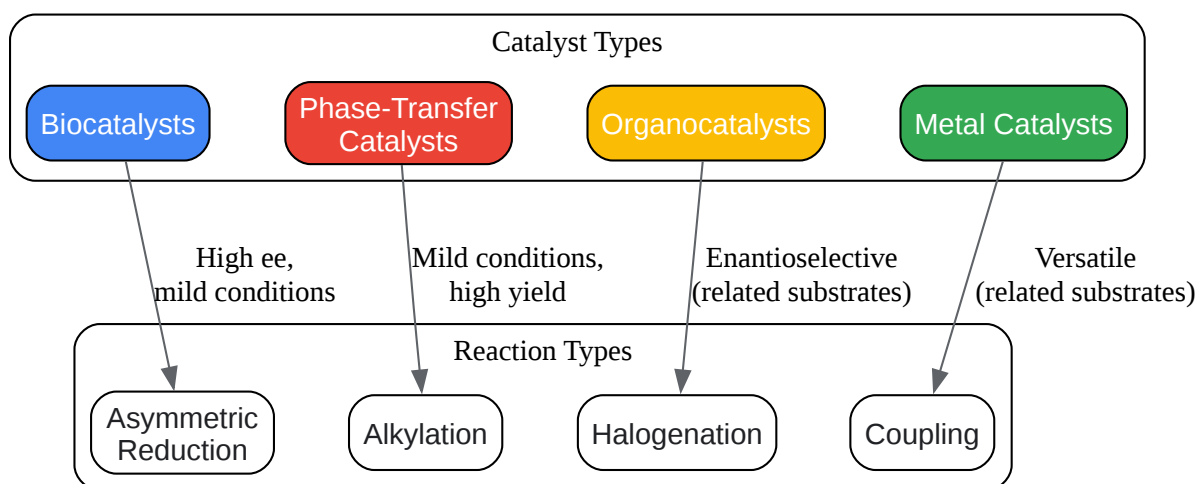 Catalyst Types
Biocatalysts
Phase-Transfer
Catalysts
Organocatalysts
Metal Catalysts
High ee,
mild conditions
Mild conditions,
high yield
Enantioselective
(related substrates)
Versatile
(related substrates)
Reaction Types
Asymmetric
Reduction
Alkylation
Halogenation
Coupling